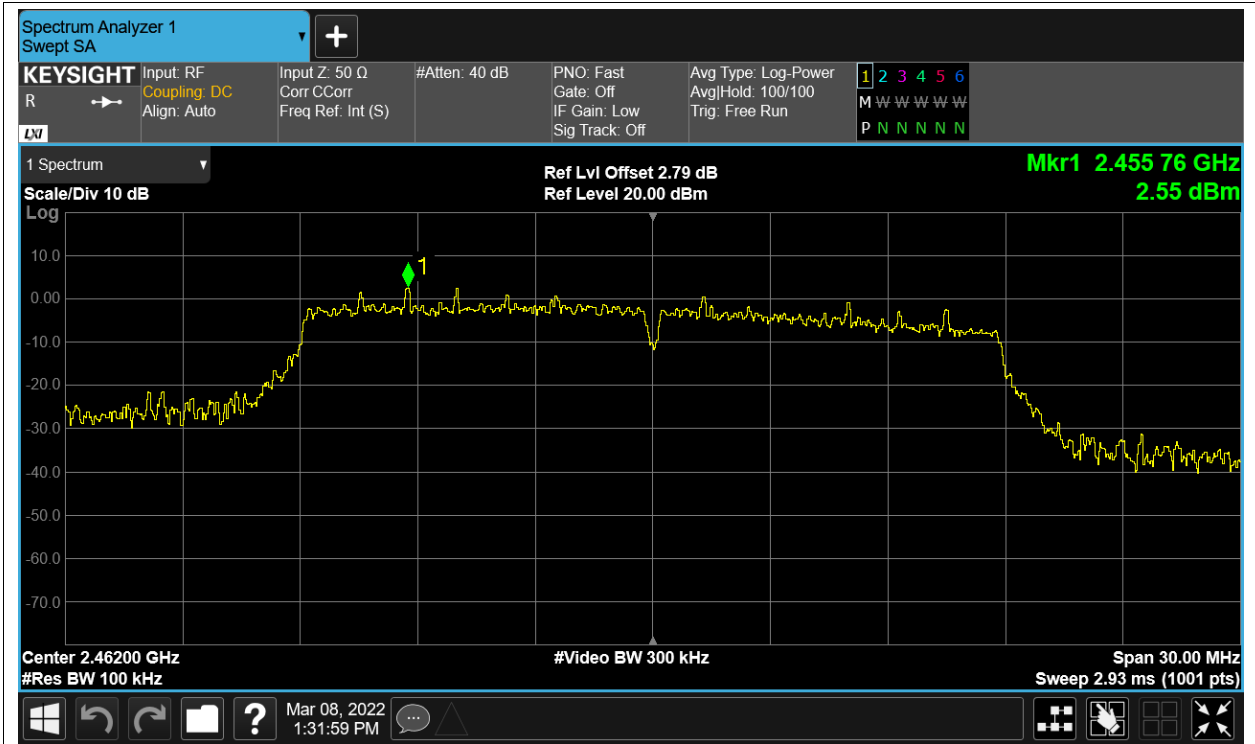 Spectrum Analyzer 1
Swept SA
KEYSIGHT
R
LXI
Input: RF
Coupling: DC
Align: Auto
Input Z: 50 Ω
Corr CCorr
Freq Ref: Int (S)
#Atten: 40 dB
PNO: Fast
Gate: Off
IF Gain: Low
Sig Track: Off
Avg Type: Log-Power
Avg|Hold: 100/100
Trig: Free Run
1 2 3 4 5 6
M W W W W W
P N N N N N
1 Spectrum
Scale/Div 10 dB
Log
Ref Lvl Offset 2.79 dB
Ref Level 20.00 dBm
Mkr1 2.455 76 GHz
2.55 dBm
1
10.0
0.00
-10.0
-20.0
-30.0
-40.0
-50.0
-60.0
-70.0
Center 2.46200 GHz
#Res BW 100 kHz
#Video BW 300 kHz
Span 30.00 MHz
Sweep 2.93 ms (1001 pts)
?
Mar 08, 2022
1:31:59 PM